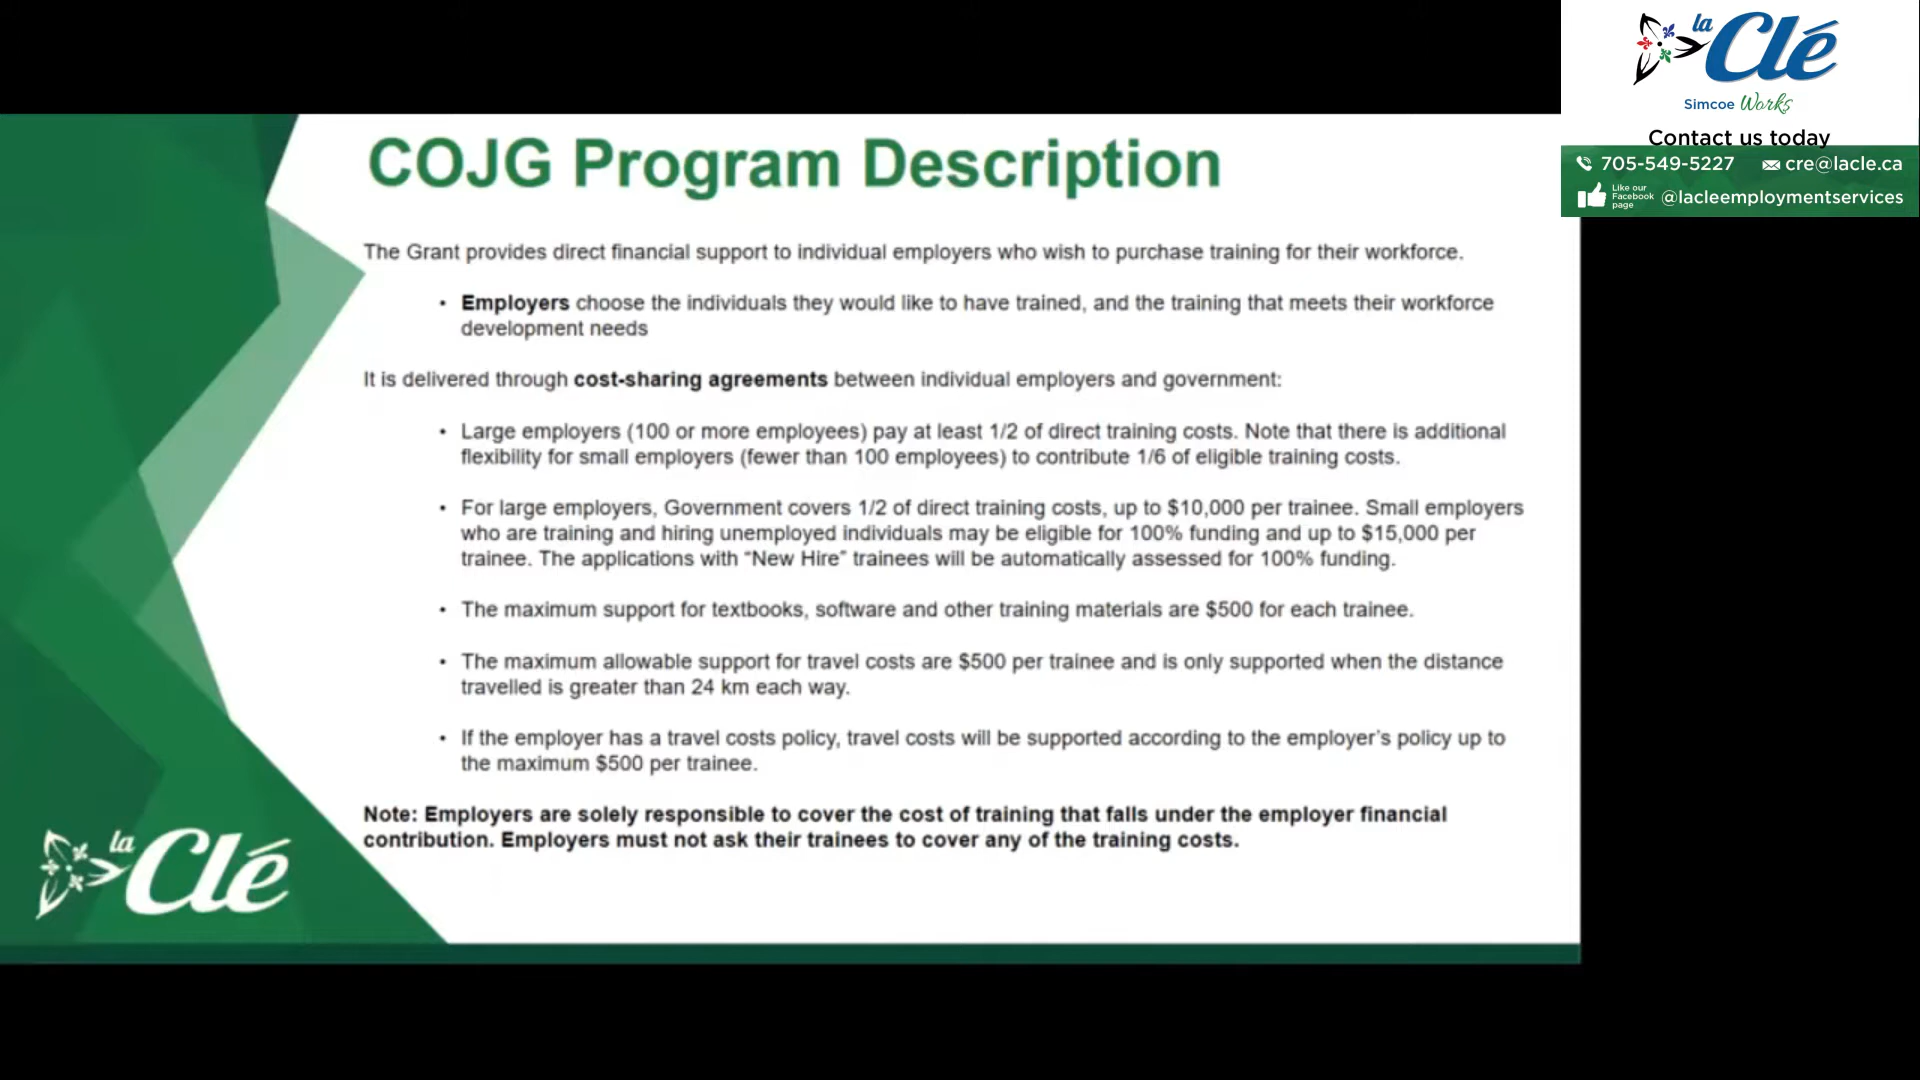 la Clé
Simcoe Works
Contact us today
705-549-5227 cre@lacle.ca
Like our
Facebook
page
@lacleemploymentservices
COJG Program Description
The Grant provides direct financial support to individual employers who wish to purchase training for their workforce.
• Employers choose the individuals they would like to have trained, and the training that meets their workforce
development needs
It is delivered through cost-sharing agreements between individual employers and government:
• Large employers (100 or more employees) pay at least 1/2 of direct training costs. Note that there is additional
flexibility for small employers (fewer than 100 employees) to contribute 1/6 of eligible training costs.
• For large employers, Government covers 1/2 of direct training costs, up to $10,000 per trainee. Small employers
who are training and hiring unemployed individuals may be eligible for 100% funding and up to $15,000 per
trainee. The applications with “New Hire” trainees will be automatically assessed for 100% funding.
• The maximum support for textbooks, software and other training materials are $500 for each trainee.
• The maximum allowable support for travel costs are $500 per trainee and is only supported when the distance
travelled is greater than 24 km each way.
• If the employer has a travel costs policy, travel costs will be supported according to the employer’s policy up to
the maximum $500 per trainee.
Note: Employers are solely responsible to cover the cost of training that falls under the employer financial
contribution. Employers must not ask their trainees to cover any of the training costs.
la Clé